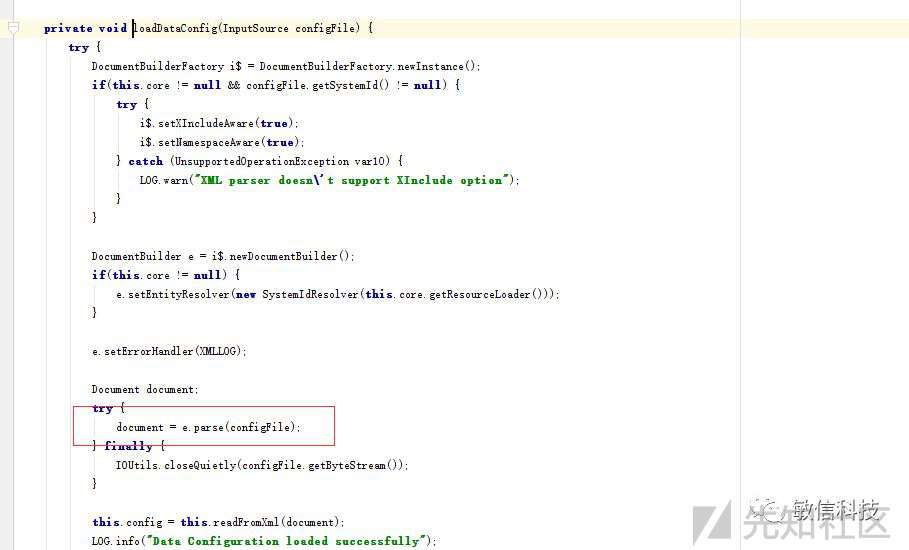 private void loadDataConfig(InputSource configFile) {
try {
DocumentBuilderFactory i$ = DocumentBuilderFactory.newInstance();
if(this.core != null && configFile.getSystemId() != null) {
try {
i$.setXIncludeAware(true);
i$.setNamespaceAware(true);
} catch (UnsupportedOperationException var10) {
LOG.warn("XML parser doesn\'t support XInclude option");
}
}
DocumentBuilder e = i$.newDocumentBuilder();
if(this.core != null) {
e.setEntityResolver(new SystemIdResolver(this.core.getResourceLoader()));
}
e.setErrorHandler(XMLLOG);
Document document;
try {
document = e.parse(configFile);
} finally {
IOUtils.closeQuietly(configFile.getByteStream());
}
this.config = this.readFromXml(document);
LOG.info("Data Configuration loaded successfully");
敏信科技
先知社区